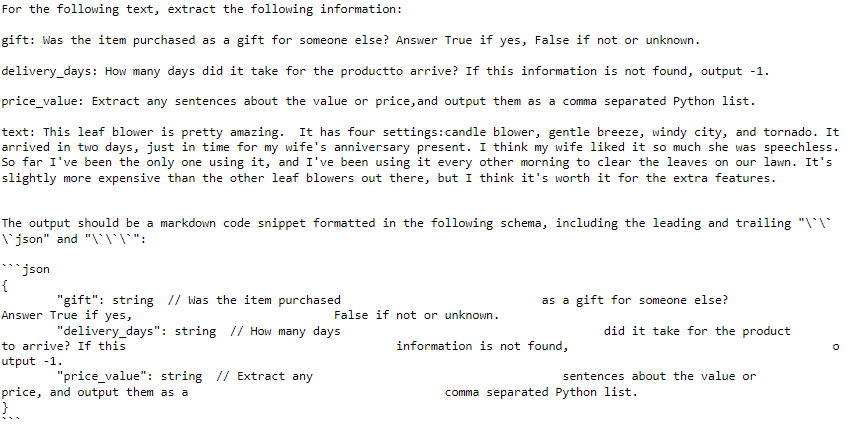 For the following text, extract the following information:
gift: Was the item purchased as a gift for someone else? Answer True if yes, False if not or unknown.
delivery_days: How many days did it take for the productto arrive? If this information is not found, output -1.
price_value: Extract any sentences about the value or price,and output them as a comma separated Python list.
text: This leaf blower is pretty amazing.  It has four settings:candle blower, gentle breeze, windy city, and tornado. It
arrived in two days, just in time for my wife's anniversary present. I think my wife liked it so much she was speechless.
So far I've been the only one using it, and I've been using it every other morning to clear the leaves on our lawn. It's
slightly more expensive than the other leaf blowers out there, but I think it's worth it for the extra features.
The output should be a markdown code snippet formatted in the following schema, including the leading and trailing "\`\`
\`json" and "\`\`\`":
```json
{
        "gift": string  // Was the item purchased                             as a gift for someone else?
Answer True if yes,                             False if not or unknown.
        "delivery_days": string  // How many days                                      did it take for the product
to arrive? If this                                      information is not found,                                      o
utput -1.
        "price_value": string  // Extract any                                    sentences about the value or
price, and output them as a                                    comma separated Python list.
}
```